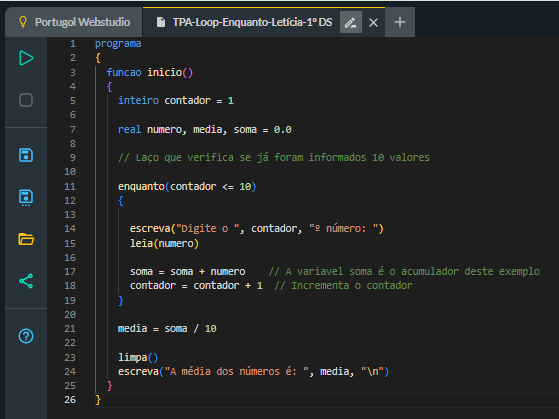 Portugol Webstudio
TPA-Loop-Enquanto-Letícia-1º DS
1 programa
2 {
3 funcao inicio()
4 {
5 inteiro contador = 1
6
7 real numero, media, soma = 0.0
8
9 // Laço que verifica se já foram informados 10 valores
10
11 enquanto(contador <= 10)
12 {
13
14 escreva("Digite o ", contador, "º número: ")
15 leia(numero)
16
17 soma = soma + numero // A variavel soma é o acumulador deste exemplo
18 contador = contador + 1 // Incrementa o contador
19 }
20
21 media = soma / 10
22
23 limpa()
24 escreva("A média dos números é: ", media, "\n")
25 }
26 }